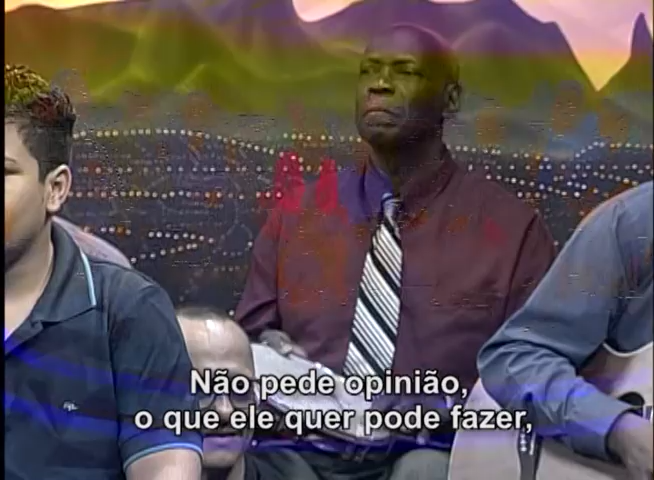 Não pede opinião,
o que ele quer pode fazer,